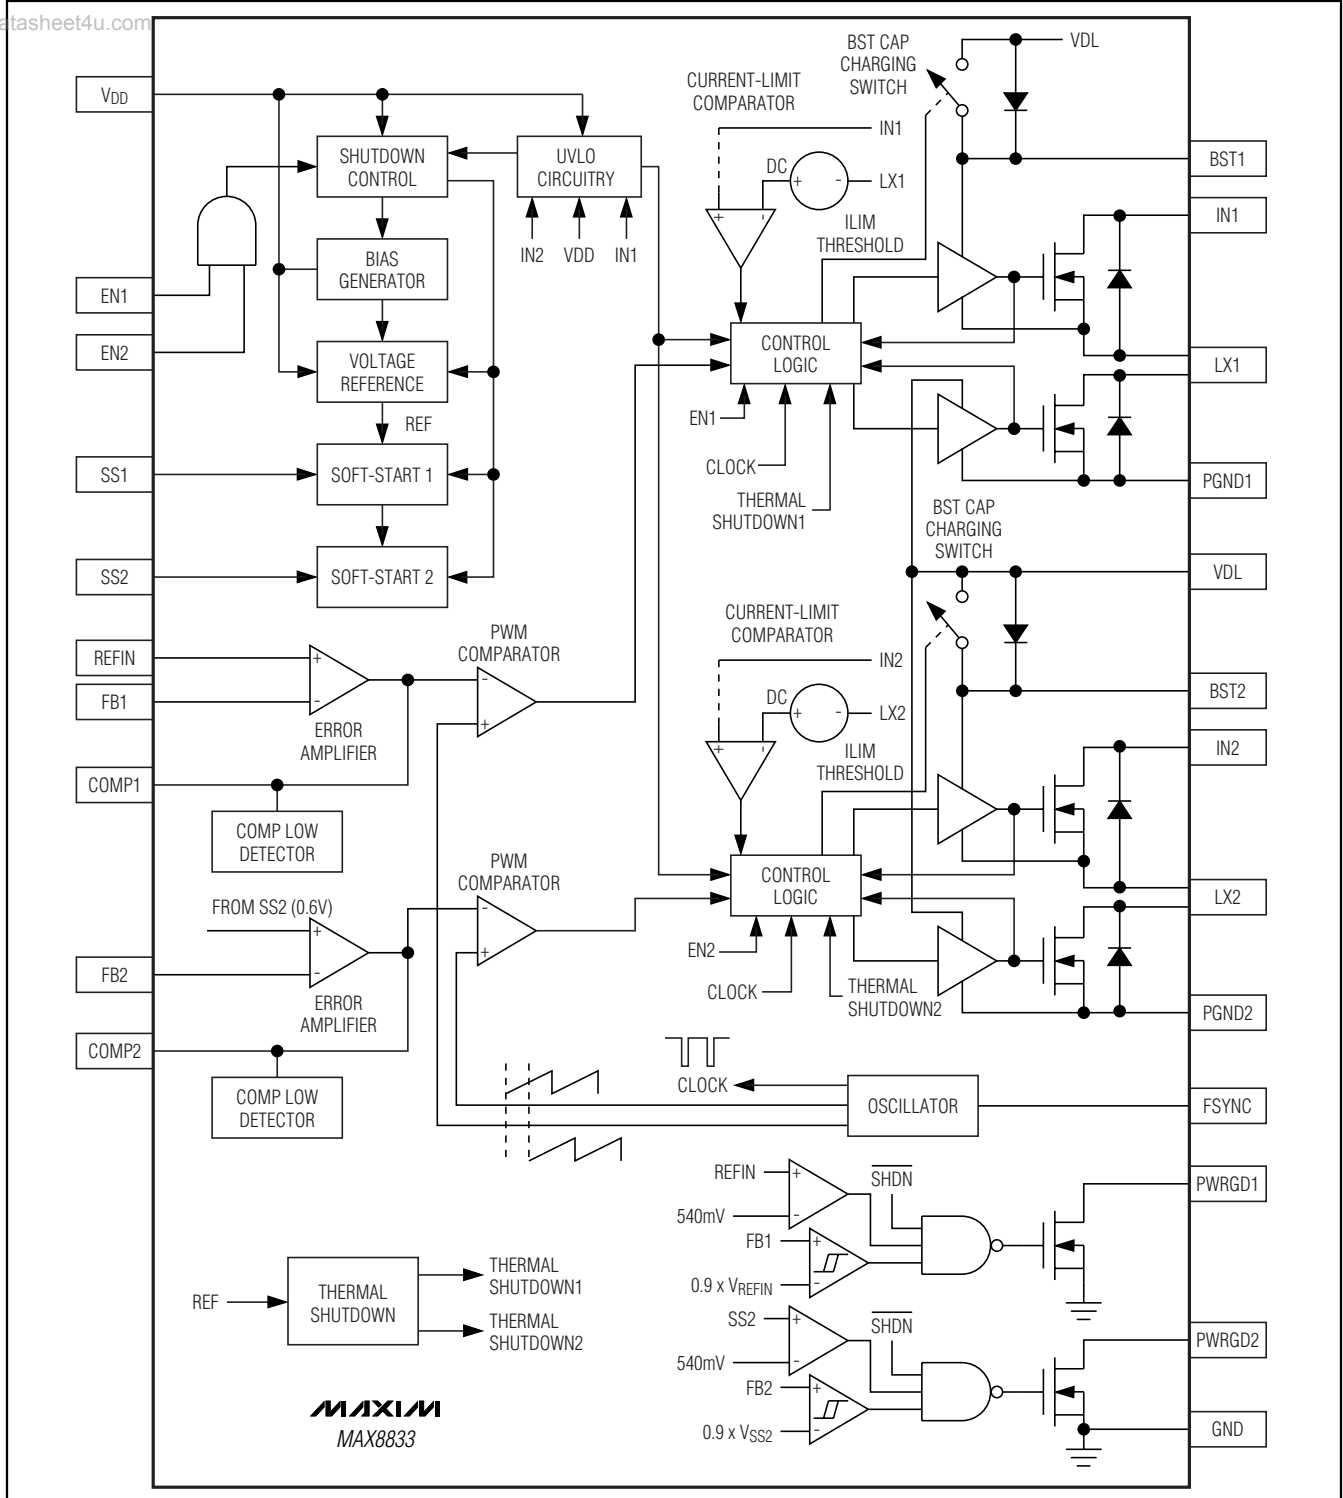 atasheet4u.com
VDD
EN1
EN2
SS1
SS2
REFIN
FB1
COMP1
FB2
COMP2
SHUTDOWN
CONTROL
UVLO
CIRCUITRY
IN2
VDD
IN1
BIAS
GENERATOR
VOLTAGE
REFERENCE
REF
SOFT-START 1
SOFT-START 2
+
-
ERROR
AMPLIFIER
PWM
COMPARATOR
-
+
COMP LOW
DETECTOR
FROM SS2 (0.6V)
+
-
ERROR
AMPLIFIER
PWM
COMPARATOR
-
+
COMP LOW
DETECTOR
CURRENT-LIMIT
COMPARATOR
IN1
DC
+
-
LX1
+
-
ILIM
THRESHOLD
BST CAP
CHARGING
SWITCH
VDL
CONTROL
LOGIC
EN1
CLOCK
THERMAL
SHUTDOWN1
BST CAP
CHARGING
SWITCH
CURRENT-LIMIT
COMPARATOR
IN2
DC
+
-
LX2
+
-
ILIM
THRESHOLD
CONTROL
LOGIC
EN2
CLOCK
THERMAL
SHUTDOWN2
CLOCK
OSCILLATOR
REFIN
+
540mV
-
SHDN
FB1
+
0.9 x VREFIN
-
SS2
+
540mV
-
SHDN
FB2
+
0.9 x VSS2
-
REF
THERMAL
SHUTDOWN
THERMAL
SHUTDOWN1
THERMAL
SHUTDOWN2
MAXIM
MAX8833
BST1
IN1
LX1
PGND1
VDL
BST2
IN2
LX2
PGND2
FSYNC
PWRGD1
PWRGD2
GND